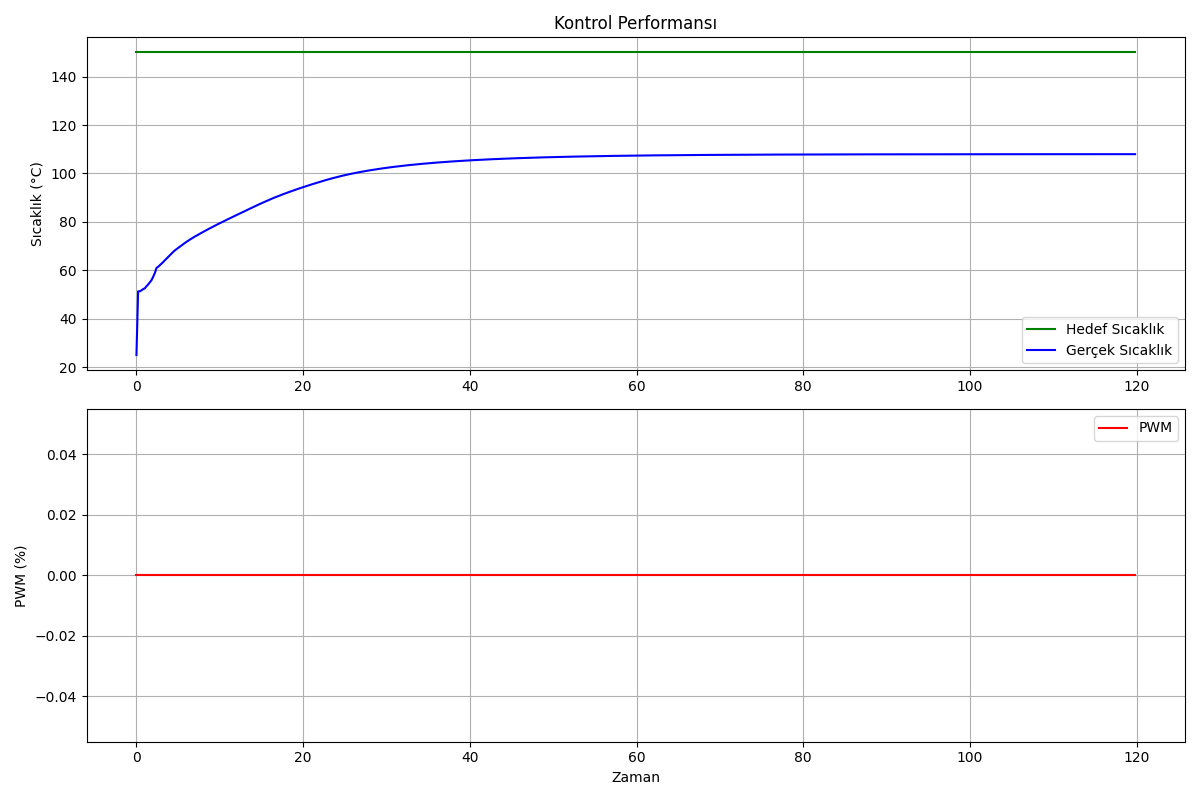 Kontrol Performansı
Sıcaklık (°C)
140
120
100
80
60
40
20
Hedef Sıcaklık
Gerçek Sıcaklık
0 20 40 60 80 100 120
PWM (%)
0.04
0.02
0.00
−0.02
−0.04
PWM
0 20 40 60 80 100 120
Zaman